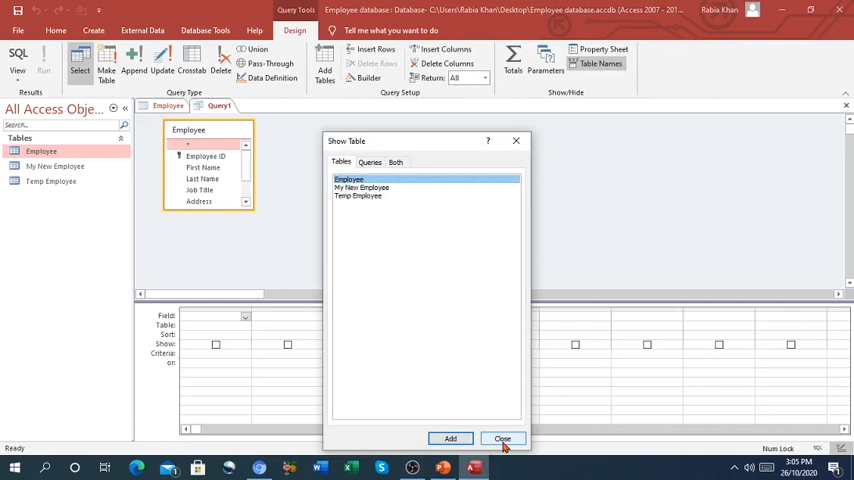 Query Tools
Employee database : Database- C:\Users\Rabia Khan\Desktop\Employee database.accdb (Access 2007 - 201...
Rabia Khan
File Home Create External Data Database Tools Help Design Tell me what you want to do
SQL
View
Run
Select
Make
Table
Append
Update
Crosstab
Delete
Union
Pass-Through
Data Definition
Add
Tables
Insert Rows
Delete Rows
Builder
Insert Columns
Delete Columns
Return: All
Totals
Parameters
Property Sheet
Table Names
Results
Query Type
Query Setup
Show/Hide
All Access Obje...
Search...
Tables
Employee
My New Employee
Temp Employee
Employee
Query1
Employee
*
Employee ID
First Name
Last Name
Job Title
Address
Show Table
?
Tables
Queries
Both
Employee
My New Employee
Temp Employee
Add
Close
Field:
Table:
Sort:
Show:
Criteria:
or:
Ready
Num Lock
SQL
3:05 PM
26/10/2020